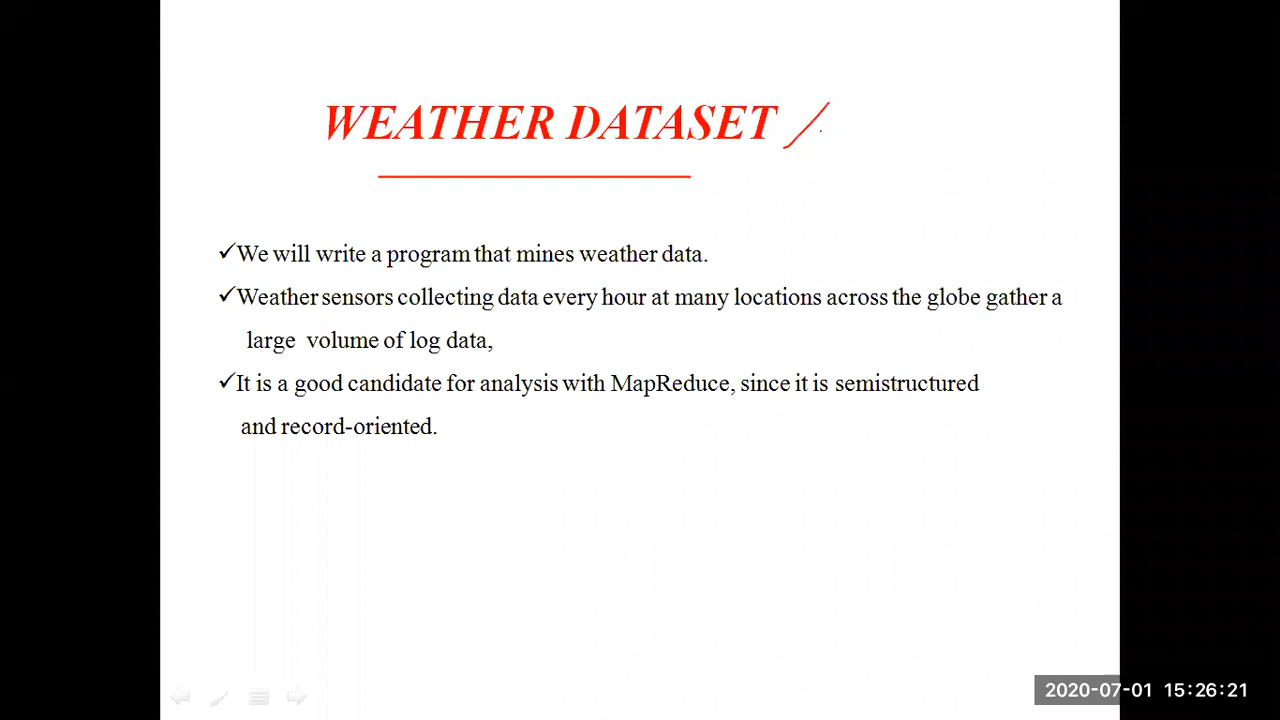 WEATHER DATASET
✓We will write a program that mines weather data.
✓Weather sensors collecting data every hour at many locations across the globe gather a
large volume of log data,
✓It is a good candidate for analysis with MapReduce, since it is semistructured
and record-oriented.
2020-07-01 15:26:21